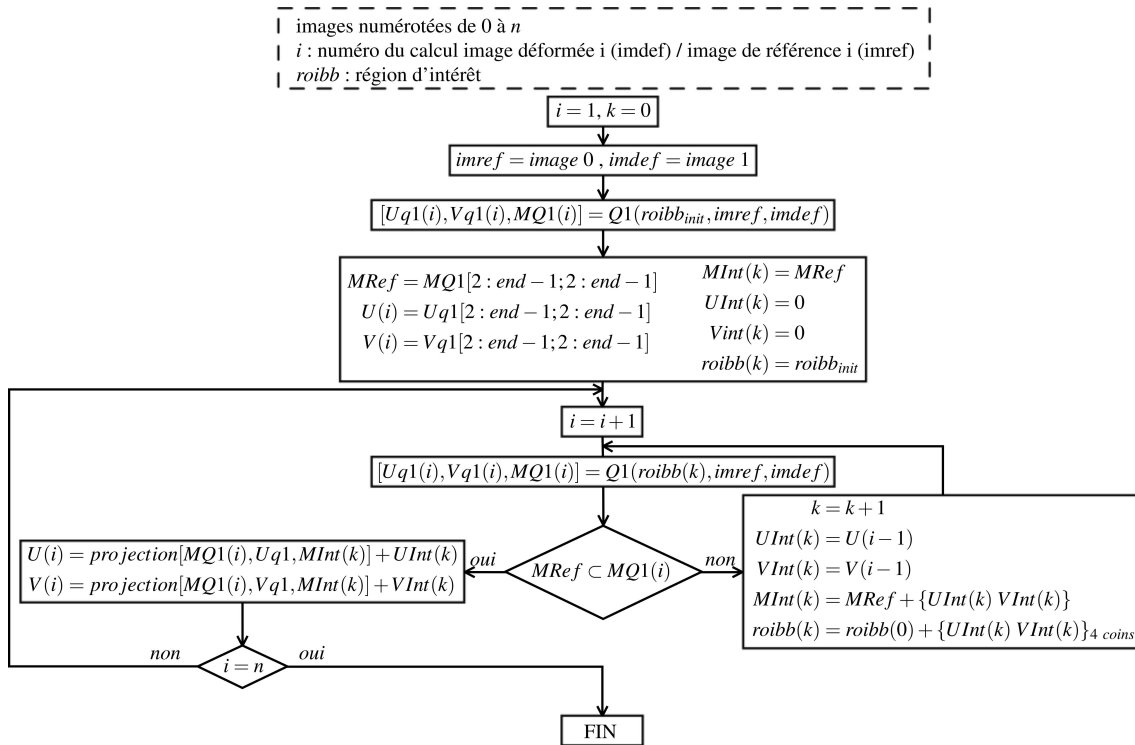 images numérotées de 0 à n
i : numéro du calcul image déformée i (imdef) / image de référence i (imref)
roibb : région d'intérêt
i = 1, k = 0
imref = image 0 , imdef = image 1
[Uq1(i),Vq1(i),MQ1(i)] = Q1(roibb_init,imref,imdef)
MRef = MQ1[2 : end − 1;2 : end − 1]
U(i) = Uq1[2 : end − 1;2 : end − 1]
V(i) = Vq1[2 : end − 1;2 : end − 1]
MInt(k) = MRef
UInt(k) = 0
Vint(k) = 0
roibb(k) = roibb_init
i = i + 1
[Uq1(i),Vq1(i),MQ1(i)] = Q1(roibb(k),imref,imdef)
MRef ⊂ MQ1(i)
oui
non
U(i) = projection[MQ1(i),Uq1,MInt(k)] + UInt(k)
V(i) = projection[MQ1(i),Vq1,MInt(k)] + VInt(k)
k = k + 1
UInt(k) = U(i − 1)
VInt(k) = V(i − 1)
MInt(k) = MRef + {UInt(k) VInt(k)}
roibb(k) = roibb(0) + {UInt(k) VInt(k)}_4 coins
non
i = n
oui
FIN